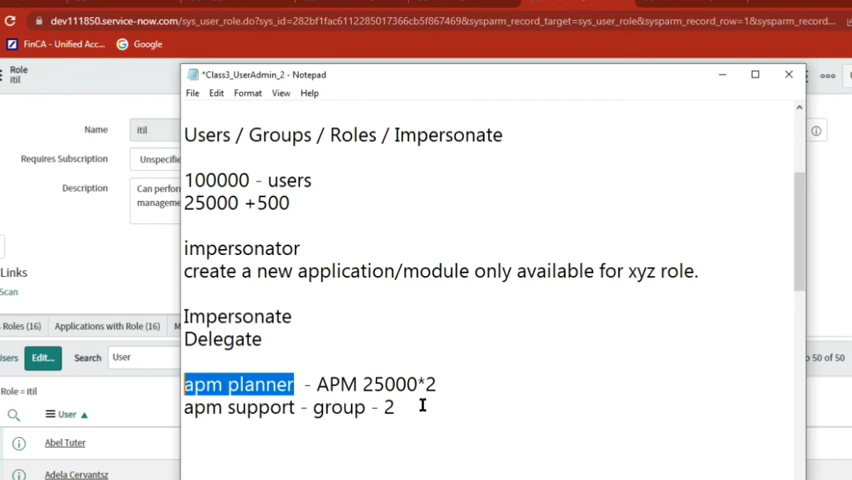 dev111850.service-now.com/sys_user_role.do?sys_id=282bf1fac6112285017366cb5f867469&sysparm_record_target=sys_user_role&sysparm_record_row=1&sysparm_record...
FinCA - Unified Acc...
Google
Role
itil
*Class3_UserAdmin_2 - Notepad
File Edit Format View Help
Name
itil
Requires Subscription
Unspecifie
Description
Can perfor
manageme
Links
Scan
Users / Groups / Roles / Impersonate
100000 - users
25000 +500
impersonator
create a new application/module only available for xyz role.
Impersonate
Delegate
apm planner - APM 25000*2
apm support - group - 2
Roles (16)
Applications with Role (16)
M
Users
Edit...
Search
User
50 of 50
Role = itil
User
Abel Tuter
Adela Cervantsz